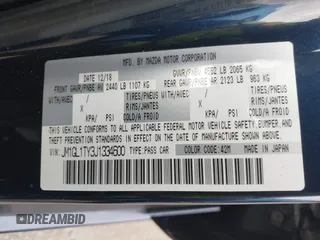 MFD. BY MAZDA MOTOR CORPORATION
DATE 12/18 GVWR/PNBV 4552 LB 2065 KG
FRONT GAWR/PNBE AV 2440 LB 1107 KG REAR GAWR/PNBE AR 2123 LB 963 KG
WITH/AVEC TIRES/PNEUS WITH/AVEC TIRES/PNEUS
RIMS/JANTES RIMS/JANTES
KPA/ PSI COLD/A FROID KPA/ PSI COLD/A FROID
THIS VEHICLE CONFORMS TO ALL APPLICABLE FEDERAL MOTOR VEHICLE SAFETY, BUMPER, AND THEFT PREVENTION STANDARDS IN EFFECT ON THE DATE OF MANUFACTURE SHOWN ABOVE.
VIN: JM1GL1TY3J1334600 TYPE: PASS CAR COLOR CODE: 42M MADE IN JAPAN
DREAMBID